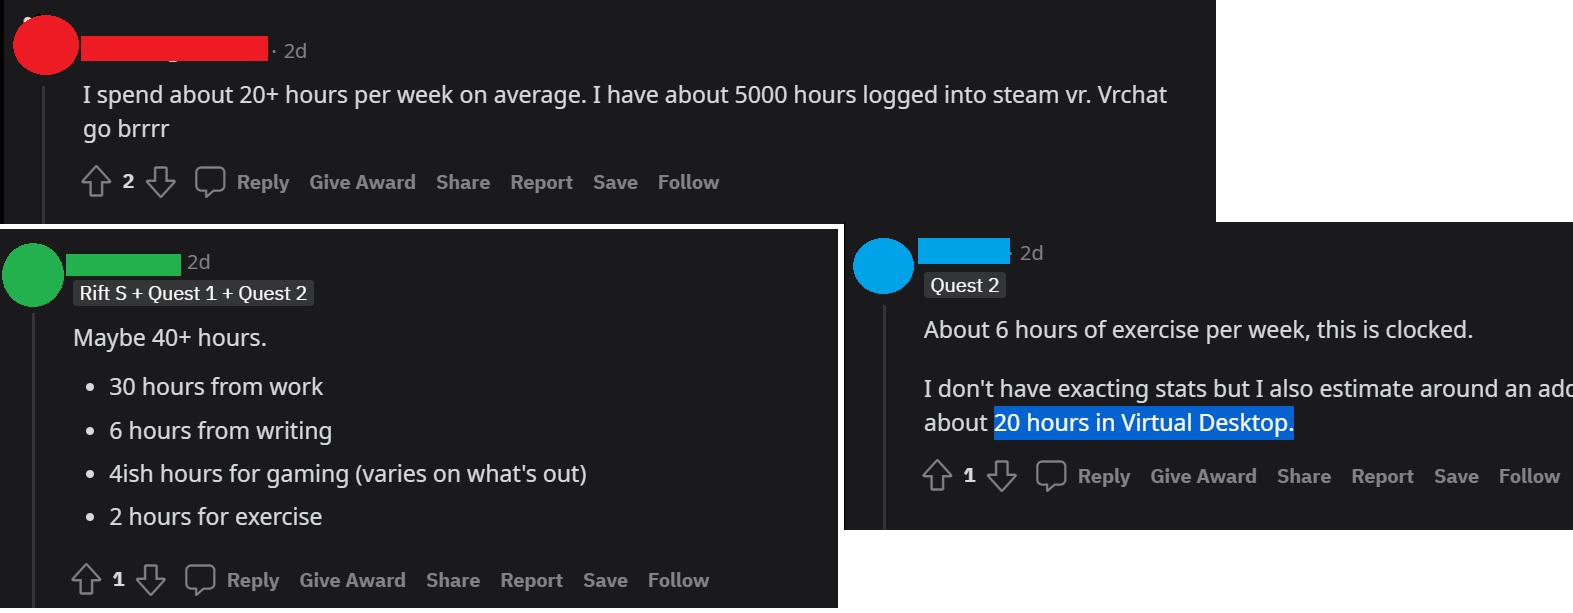 · 2d
I spend about 20+ hours per week on average. I have about 5000 hours logged into steam vr. Vrchat
go brrrr
2 Reply Give Award Share Report Save Follow
2d
Rift S + Quest 1 + Quest 2
Maybe 40+ hours.
• 30 hours from work
• 6 hours from writing
• 4ish hours for gaming (varies on what's out)
• 2 hours for exercise
1 Reply Give Award Share Report Save Follow
· 2d
Quest 2
About 6 hours of exercise per week, this is clocked.
I don't have exacting stats but I also estimate around an
about 20 hours in Virtual Desktop.
1 Reply Give Award Share Report Save Follow